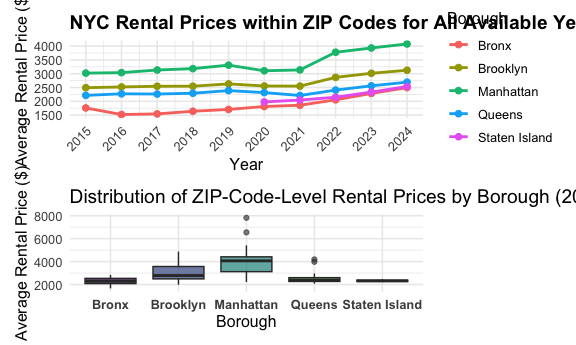 NYC Rental Prices within ZIP Codes for All Available Ye
Borough
Average Rental Price ($)
4000
3500
3000
2500
2000
1500
Bronx
Brooklyn
Manhattan
Queens
Staten Island
2015
2016
2017
2018
2019
2020
2021
2022
2023
2024
Year
Distribution of ZIP-Code-Level Rental Prices by Borough (20
Average Rental Price ($)
8000
6000
4000
2000
Bronx
Brooklyn
Manhattan
Queens
Staten Island
Borough